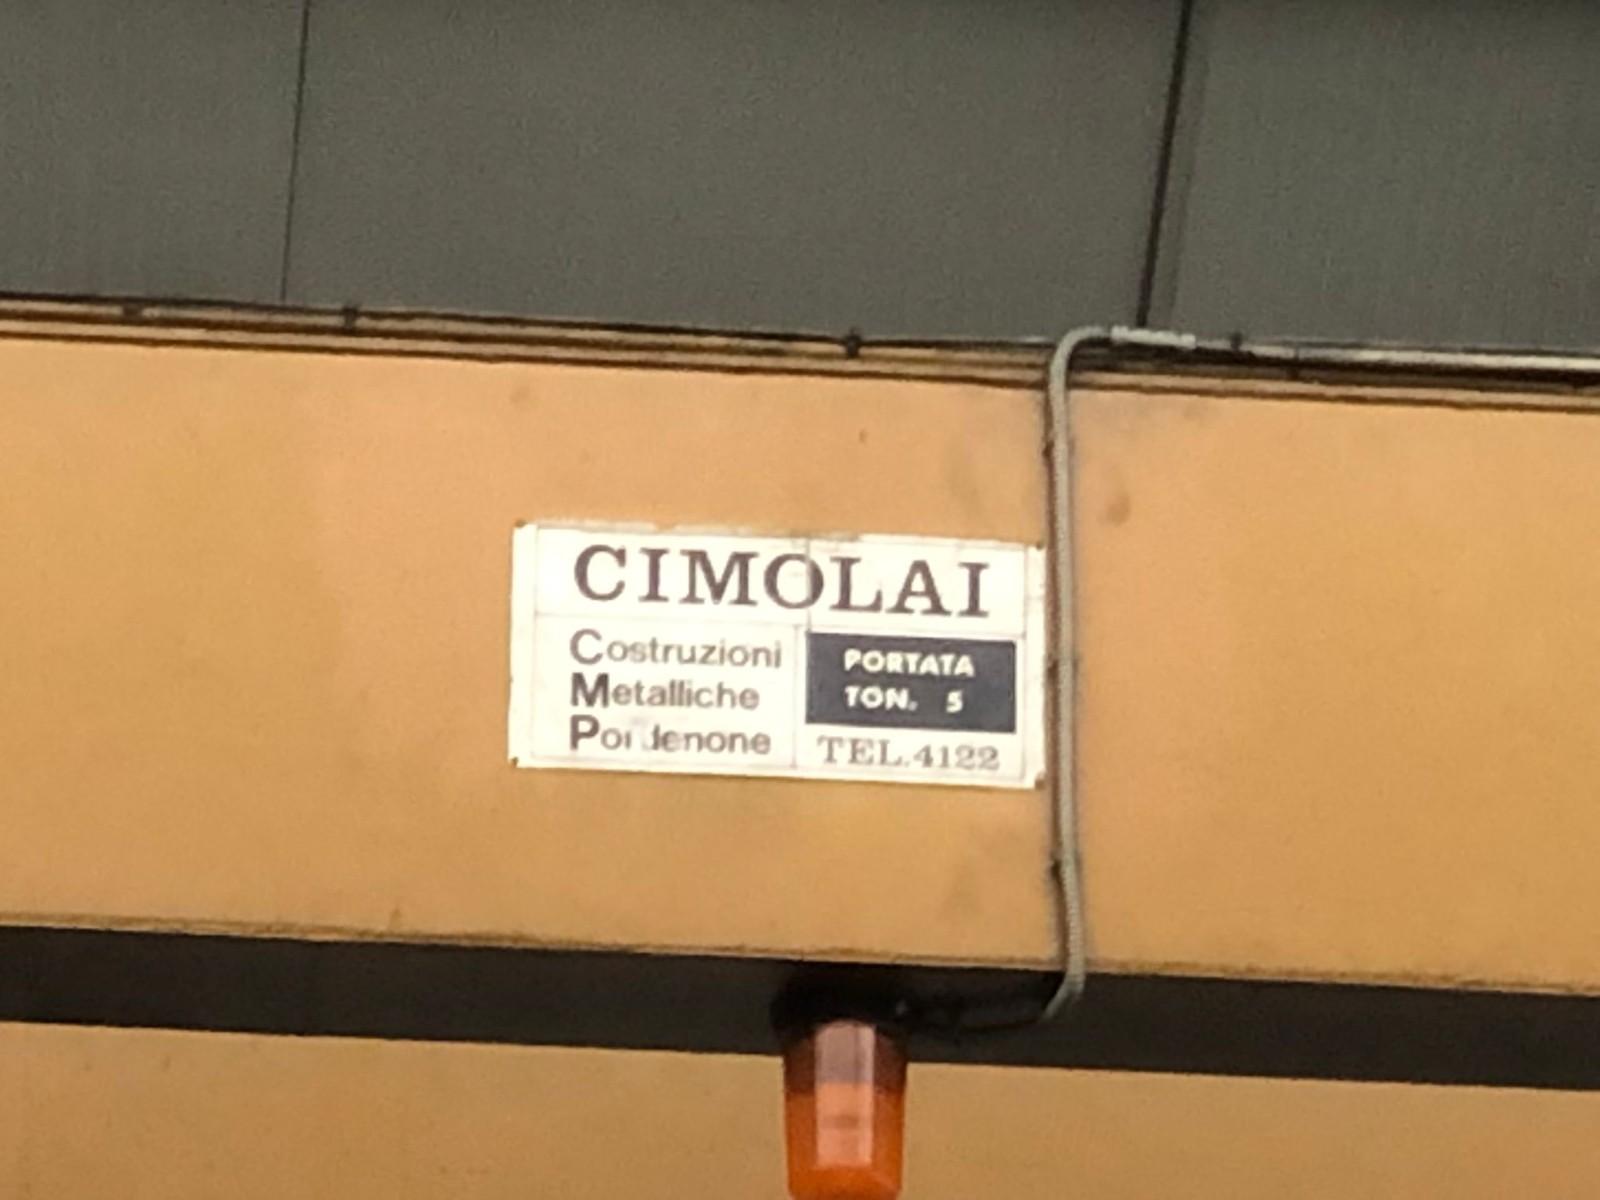 CIMOLAI
Costruzioni
Metalliche
Pordenone
PORTATA
TON. 5
TEL.4122